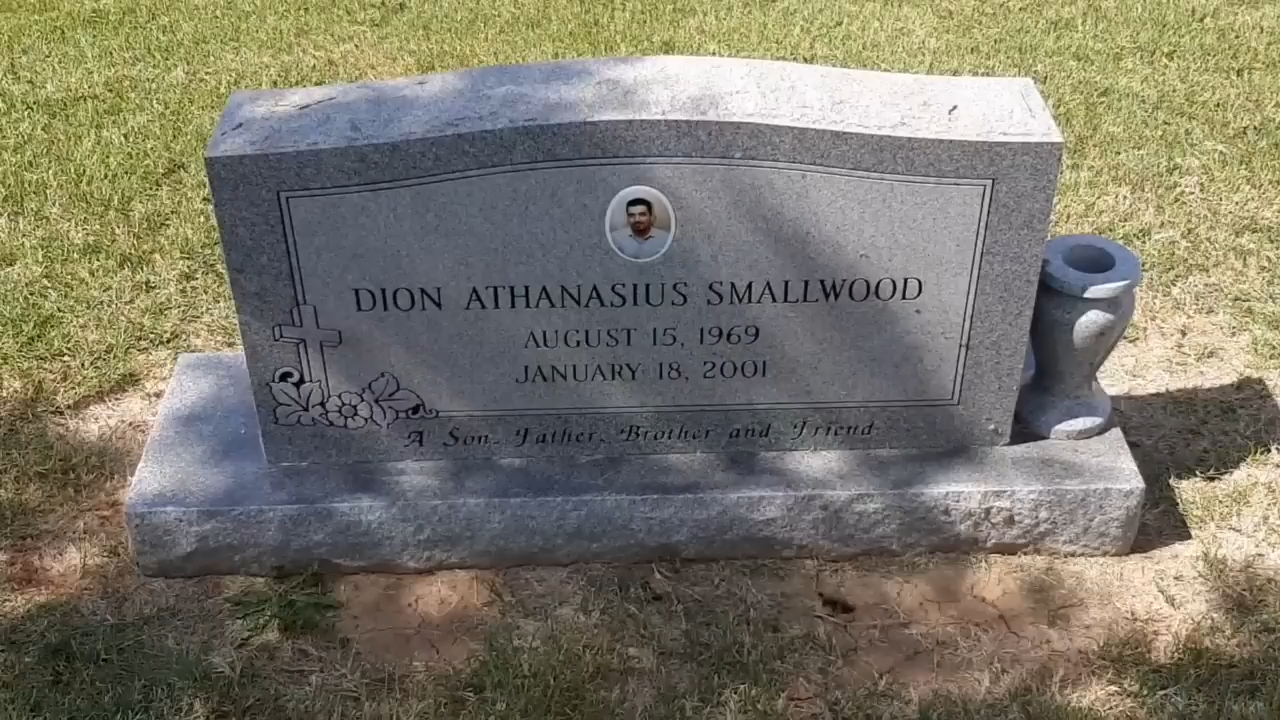 DION ATHANASIUS SMALLWOOD
AUGUST 15, 1969
JANUARY 18, 2001
A Son, Father, Brother and Friend